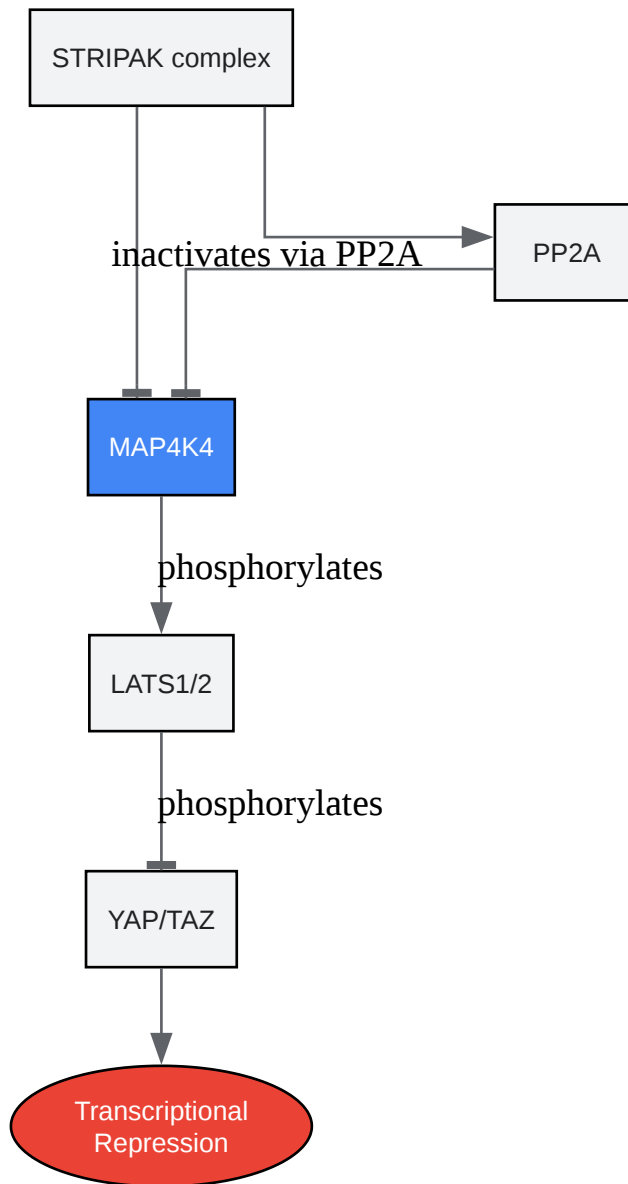 STRIPAK complex
inactivates via PP2A
PP2A
MAP4K4
phosphorylates
LATS1/2
phosphorylates
YAP/TAZ
Transcriptional
Repression